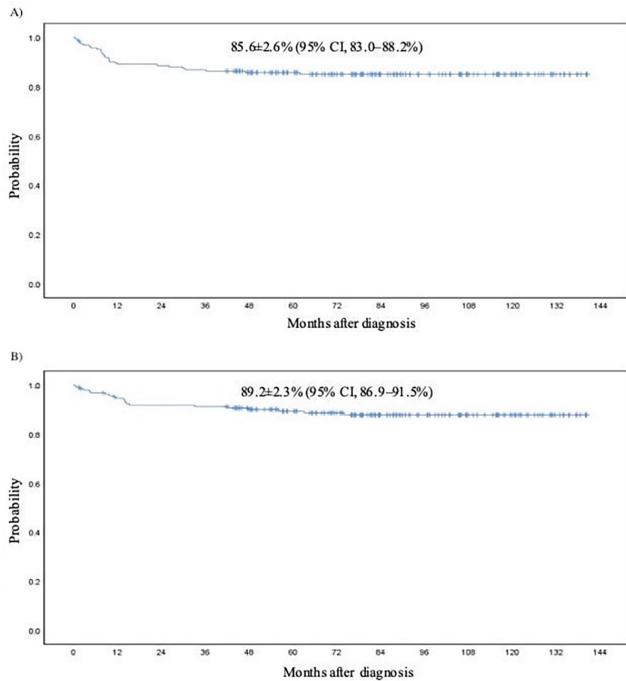 A)
85.6±2.6% (95% CI, 83.0–88.2%)
1.0
0.8
0.6
0.4
0.2
0.0
Probability
0 12 24 36 48 60 72 84 96 108 120 132 144
Months after diagnosis
B)
89.2±2.3% (95% CI, 86.9–91.5%)
1.0
0.8
0.6
0.4
0.2
0.0
Probability
0 12 24 36 48 60 72 84 96 108 120 132 144
Months after diagnosis